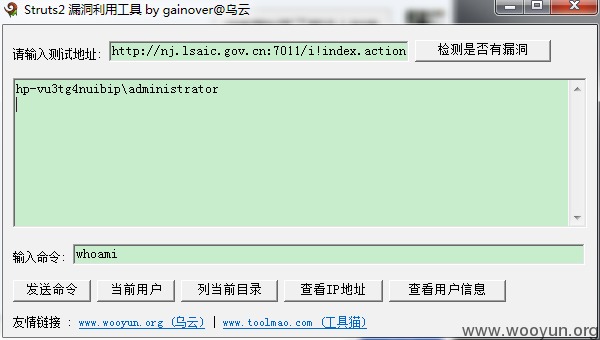 Struts2 漏洞利用工具 by gainover@乌云
请输入测试地址: http://nj.lsaic.gov.cn:7011/i!index.action 检测是否有漏洞
hp-vu3tg4nuibip\administrator
输入命令: whoami
发送命令 当前用户 列当前目录 查看IP地址 查看用户信息
友情链接 : www.wooyun.org (乌云) | www.toolmao.com (工具猫)
www.wooyun.org